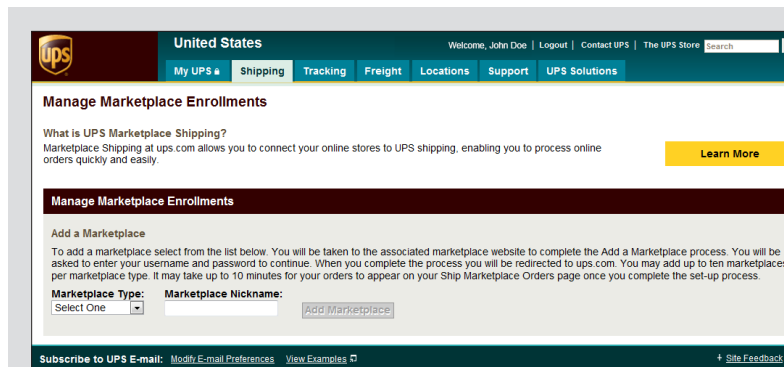 ups
United States
Welcome, John Doe | Logout | Contact UPS | The UPS Store Search
My UPS Shipping Tracking Freight Locations Support UPS Solutions
Manage Marketplace Enrollments
What is UPS Marketplace Shipping?
Marketplace Shipping at ups.com allows you to connect your online stores to UPS shipping, enabling you to process online
orders quickly and easily.
Learn More
Manage Marketplace Enrollments
Add a Marketplace
To add a marketplace select from the list below. You will be taken to the associated marketplace website to complete the Add a Marketplace process. You will be
asked to enter your username and password to continue. When you complete the process you will be redirected to ups.com. You may add up to ten marketplaces
per marketplace type. It may take up to 10 minutes for your orders to appear on your Ship Marketplace Orders page once you complete the set-up process.
Marketplace Type: Marketplace Nickname:
Select One Add Marketplace
Subscribe to UPS E-mail: Modify E-mail Preferences View Examples + Site Feedback